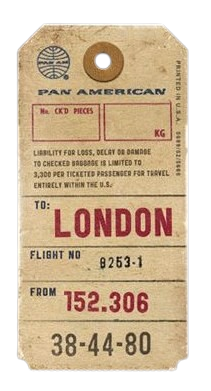 PAN AM
PAN AMERICAN
No. CK'D PIECES
KG
LIABILITY FOR LOSS, DELAY OR DAMAGE
TO CHECKED BAGGAGE IS LIMITED TO
3,300 PER TICKETED PASSENGER FOR TRAVEL
ENTIRELY WITHIN THE U.S.
TO:
LONDON
FLIGHT NO 8253-1
FROM 152.306
38-44-80
PRINTED IN U.S.A.